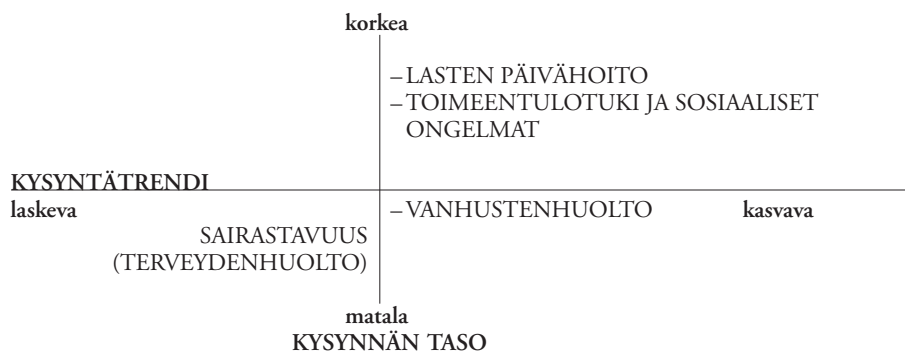 korkea
– LASTEN PÄIVÄHOITO
– TOIMEENTULOTUKI JA SOSIAALISET
ONGELMAT
KYSYNTÄTRENDI
laskeva
– VANHUSTENHUOLTO
kasvava
SAIRASTAVUUS
(TERVEYDENHUOLTO)
matala
KYSYNNÄN TASO